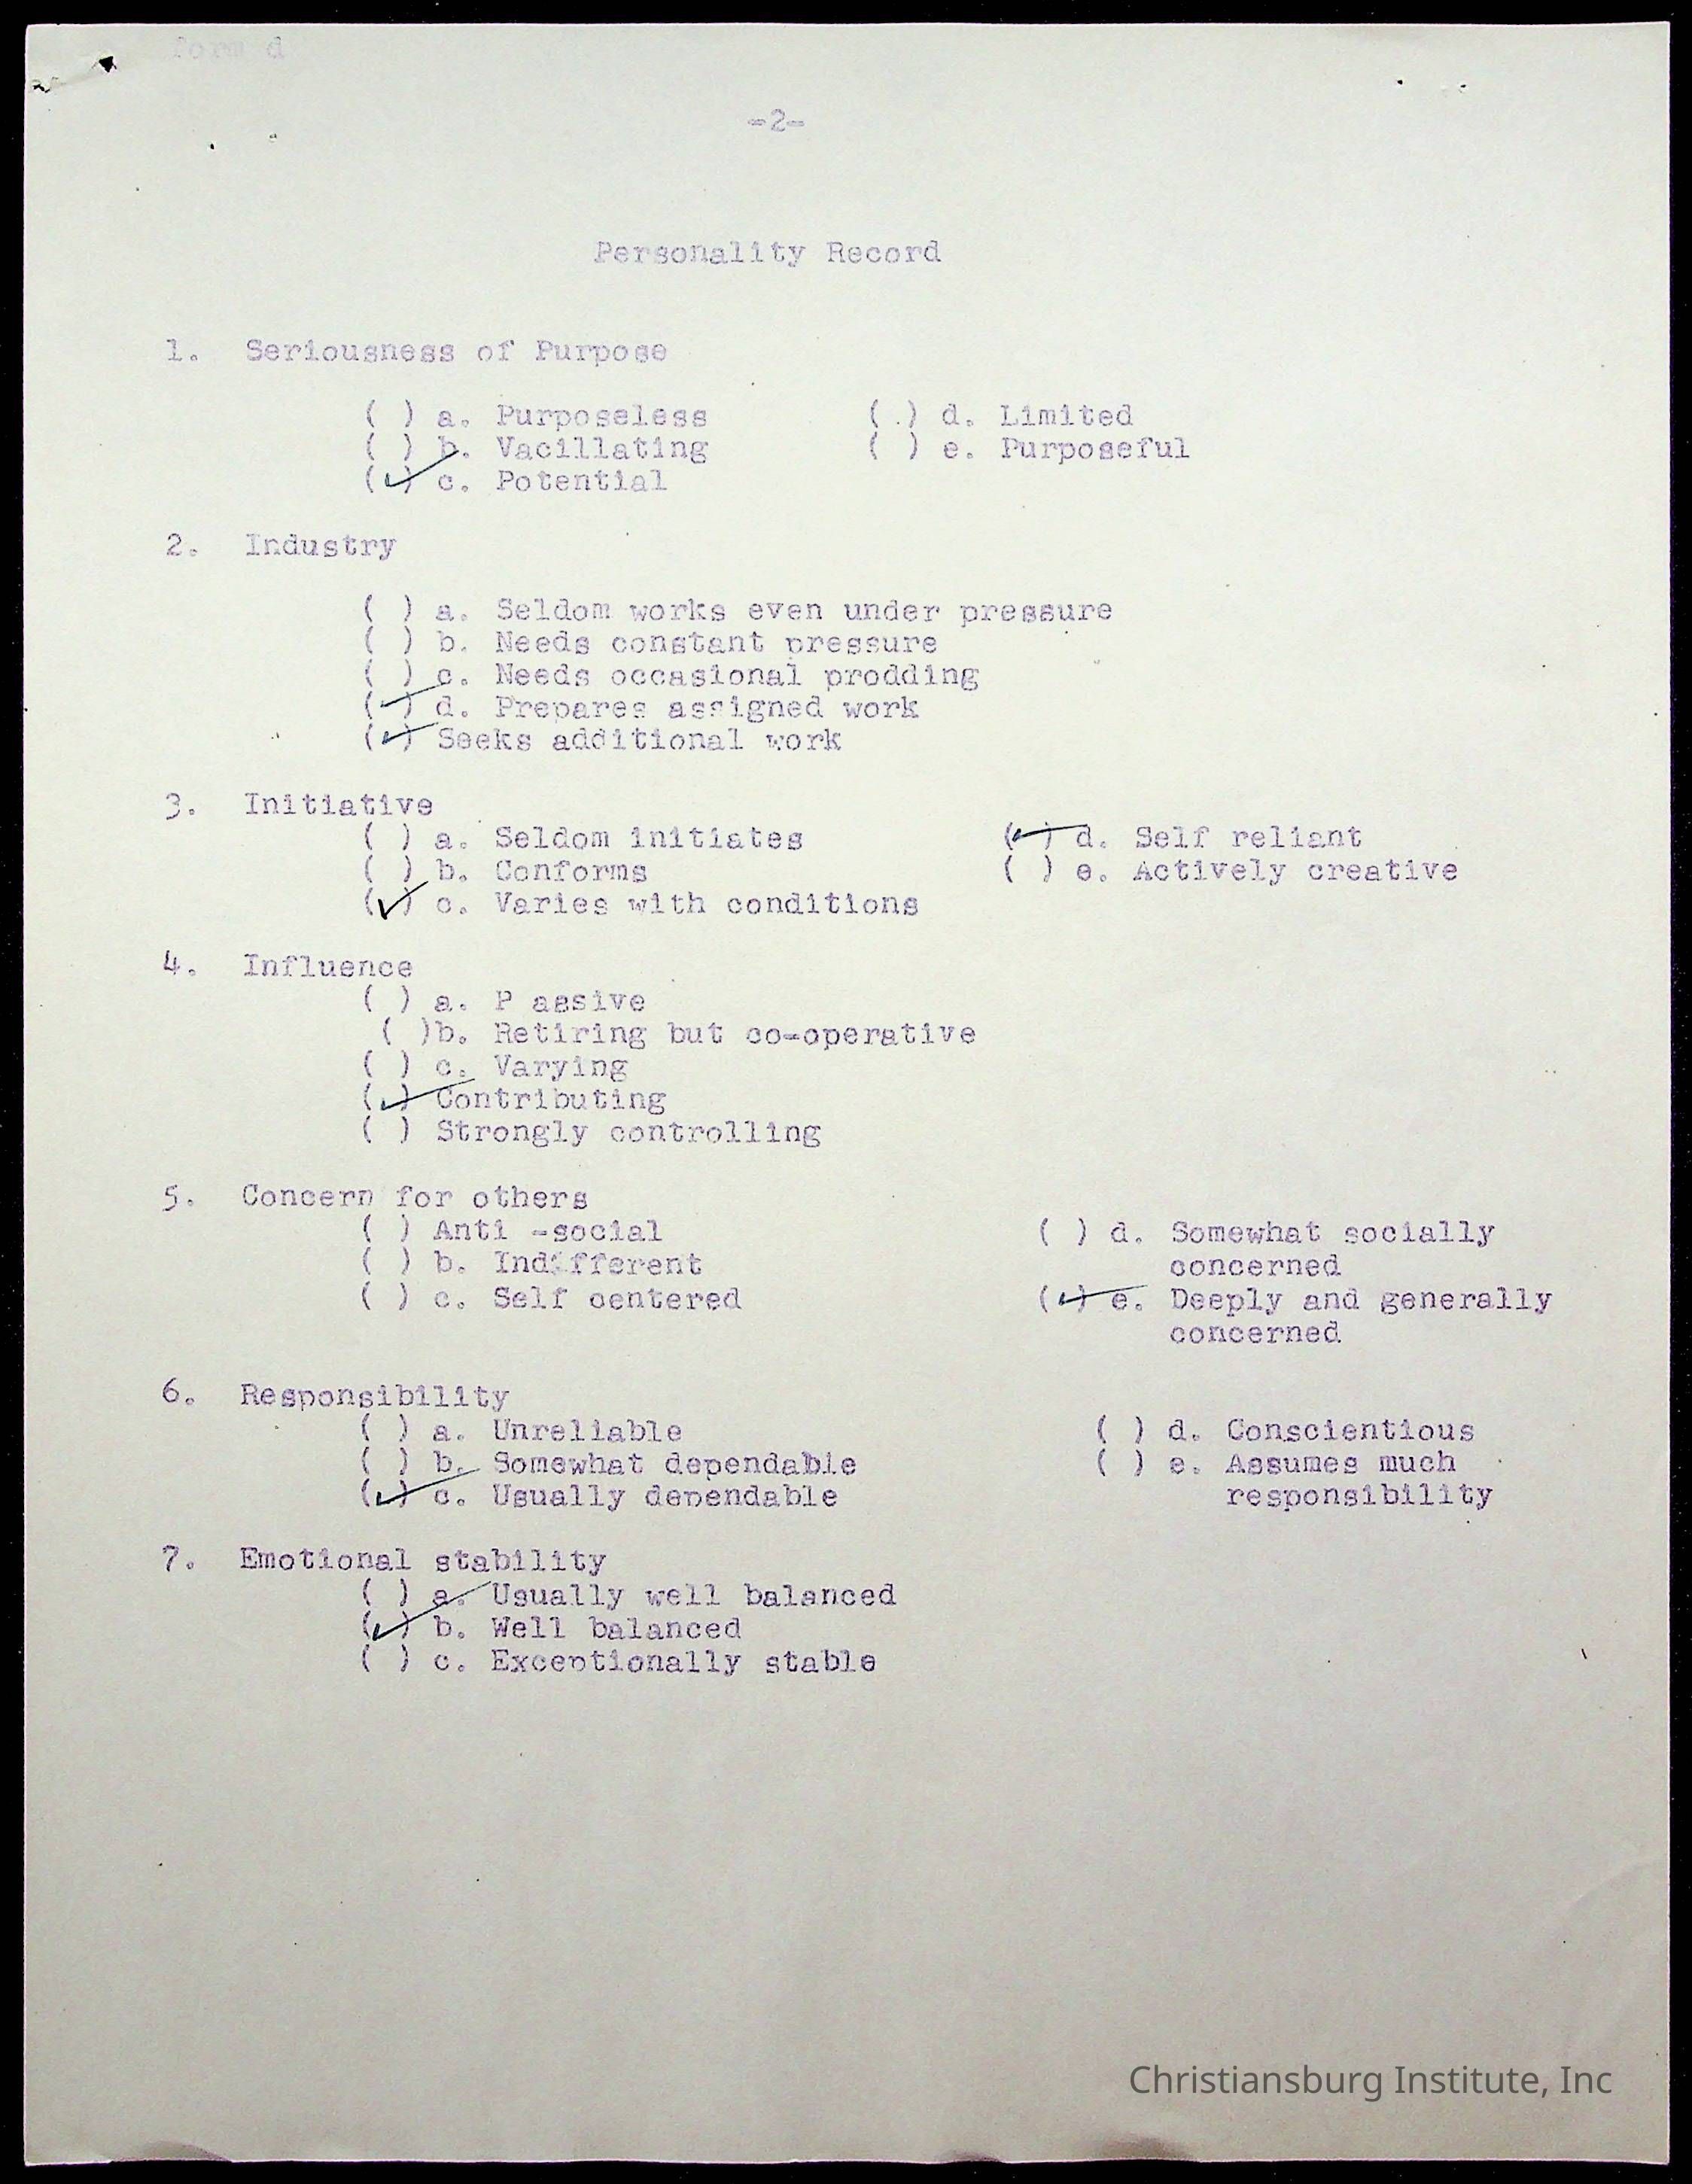 form d
-2-
Personality Record
1. Seriousness of Purpose
( ) a. Purposeless ( ) d. Limited
( ) b. Vacillating ( ) e. Purposeful
(✓) c. Potential
2. Industry
( ) a. Seldom works even under pressure
( ) b. Needs constant pressure
( ) c. Needs occasional prodding
(✓) d. Prepares assigned work
(✓) Seeks additional work
3. Initiative
( ) a. Seldom initiates (✓) d. Self reliant
( ) b. Conforms ( ) e. Actively creative
(✓) c. Varies with conditions
4. Influence
( ) a. P assive
( )b. Retiring but co-operative
( ) c. Varying
(✓) Contributing
( ) Strongly controlling
5. Concern for others
( ) Anti -social ( ) d. Somewhat socially
( ) b. Indifferent concerned
( ) c. Self centered (✓) e. Deeply and generally
concerned
6. Responsibility
( ) a. Unreliable ( ) d. Conscientious
( ) b. Somewhat dependable ( ) e. Assumes much
(✓) c. Usually dependable responsibility
7. Emotional stability
( ) a. Usually well balanced
(✓) b. Well balanced
( ) c. Exceptionally stable
Christiansburg Institute, Inc